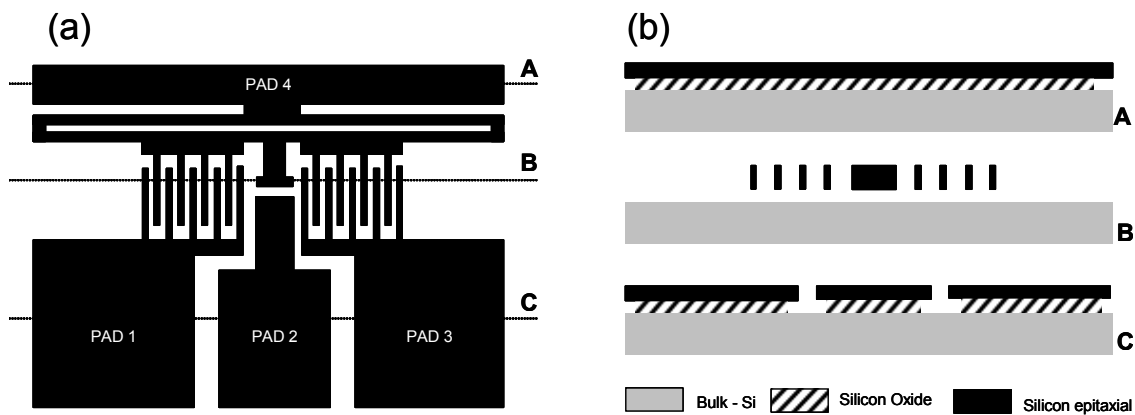 (a)
PAD 4
A
B
C
PAD 1
PAD 2
PAD 3
(b)
A
B
C
Bulk - Si
Silicon Oxide
Silicon epitaxial